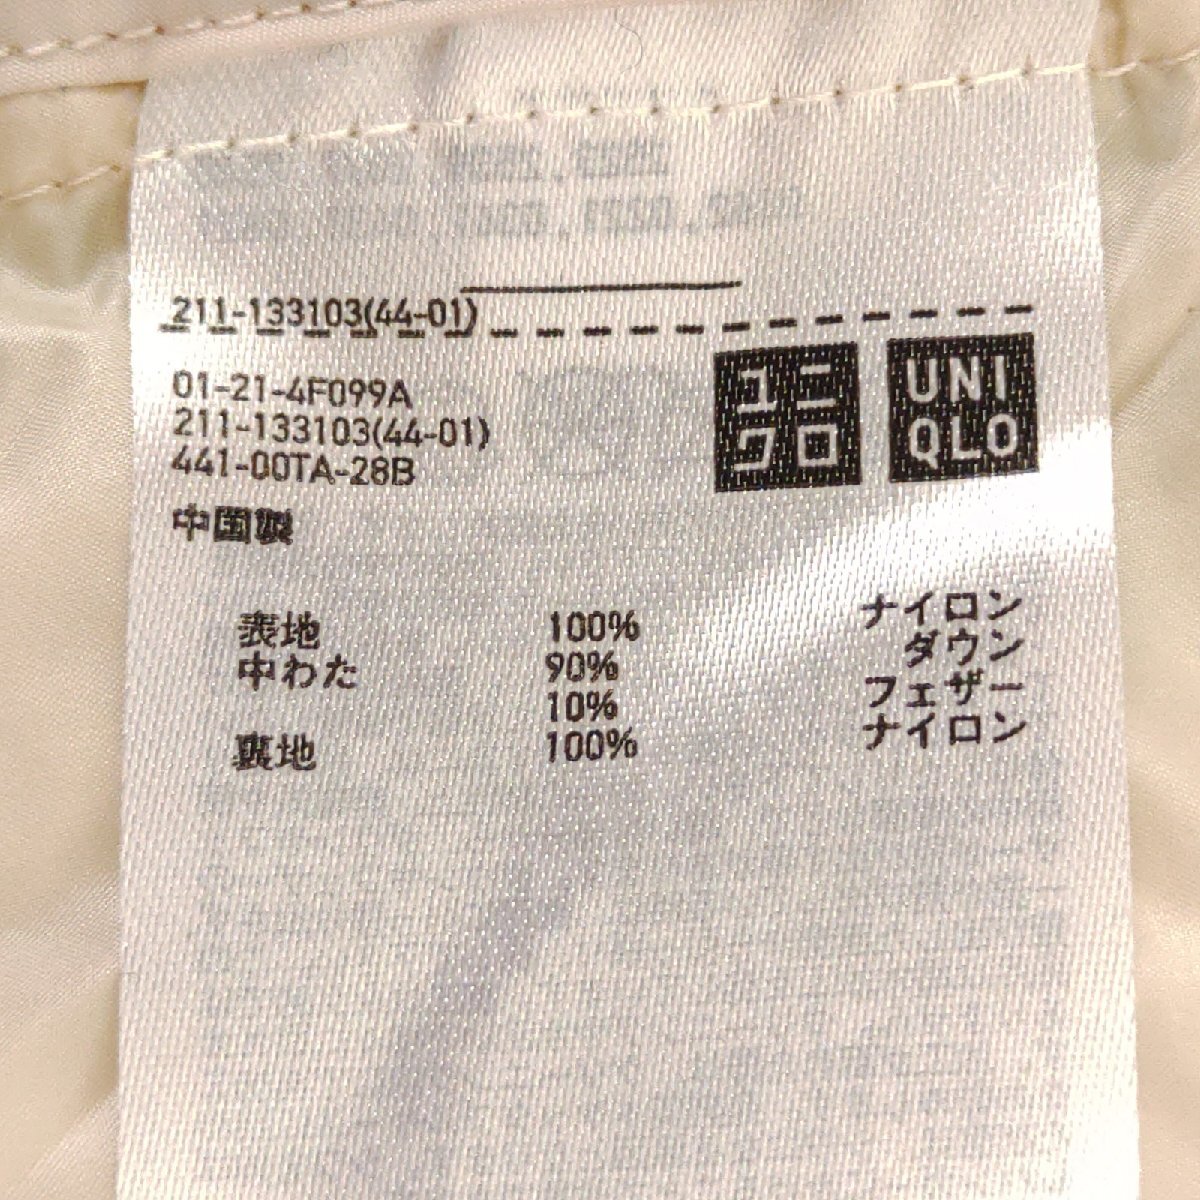 211-133103(44-01)
ユニ
クロ
UNI
QLO
01-21-4F099A
211-133103(44-01)
441-00TA-28B
中国製
表地 100% ナイロン
中わた 90% ダウン
10% フェザー
裏地 100% ナイロン